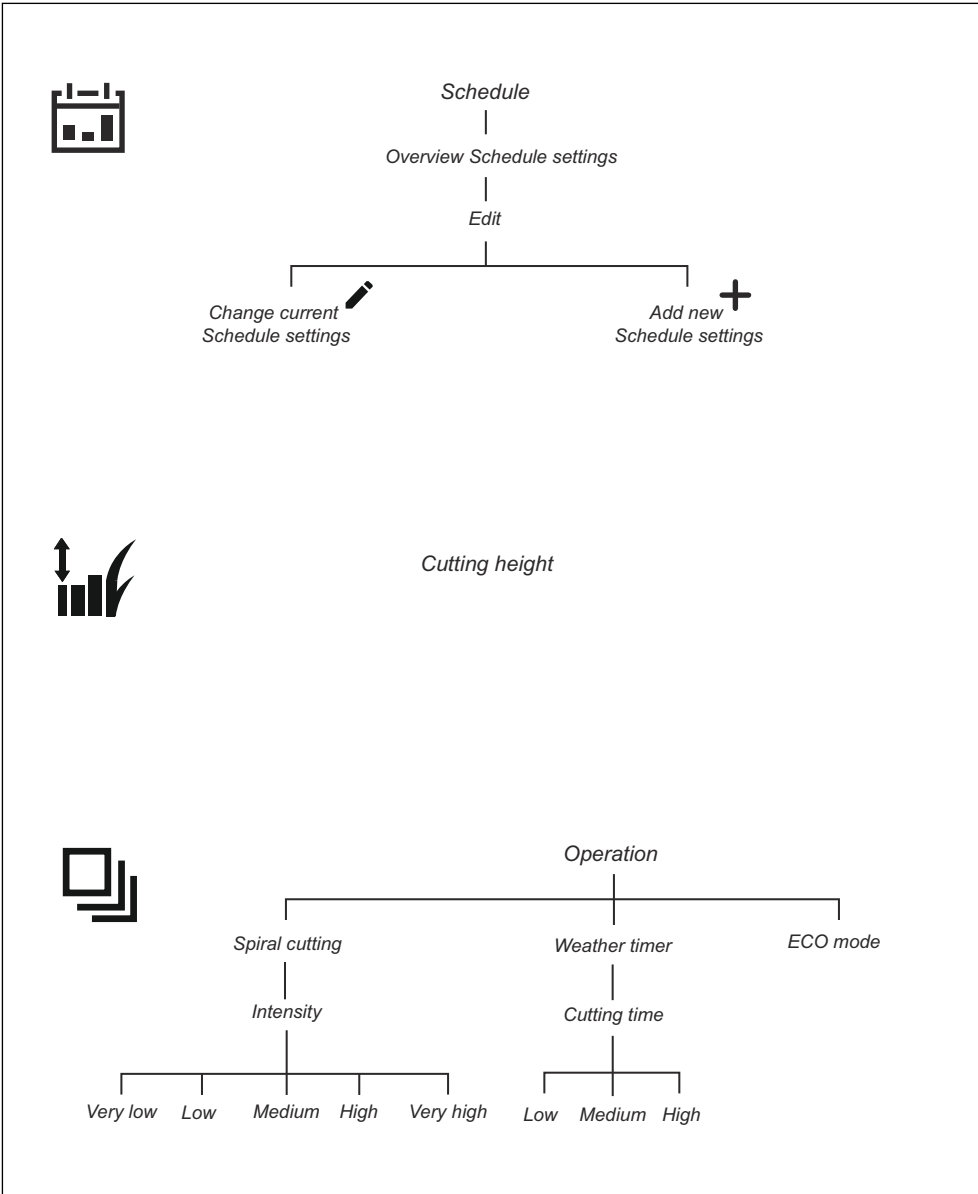 Schedule
Overview Schedule settings
Edit
Change current
Schedule settings
Add new
Schedule settings
Cutting height
Operation
Spiral cutting
Weather timer
ECO mode
Intensity
Cutting time
Very low
Low
Medium
High
Very high
Low
Medium
High